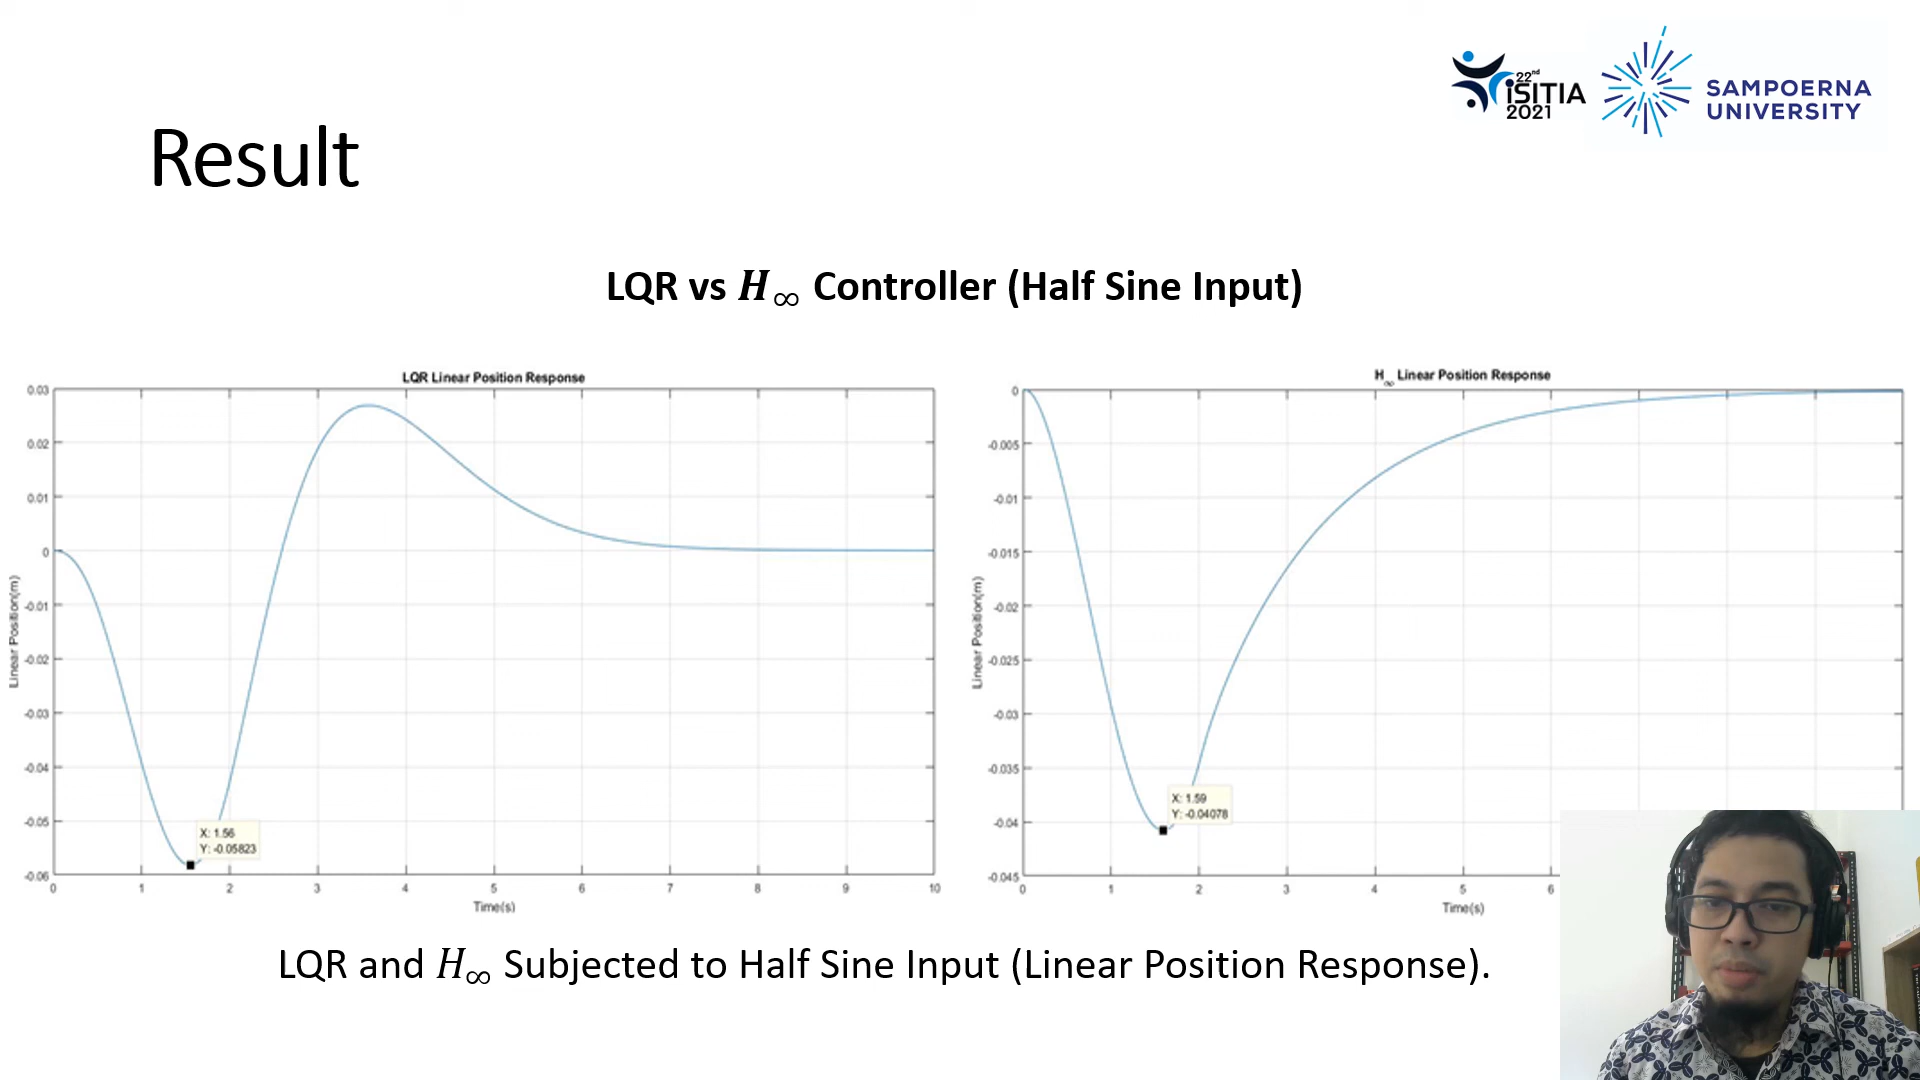 22nd
iSITIA
2021
SAMPOERNA
UNIVERSITY
Result
LQR vs H∞ Controller (Half Sine Input)
LQR Linear Position Response
0.03
0.02
0.01
0
-0.01
-0.02
-0.03
-0.04
-0.05
-0.06
Linear Position(m)
X: 1.56
Y: -0.05823
0 1 2 3 4 5 6 7 8 9 10
Time(s)
H∞ Linear Position Response
0
-0.005
-0.01
-0.015
-0.02
-0.025
-0.03
-0.035
-0.04
-0.045
Linear Position(m)
X: 1.59
Y: -0.04078
0 1 2 3 4 5 6
Time(s)
LQR and H∞ Subjected to Half Sine Input (Linear Position Response).